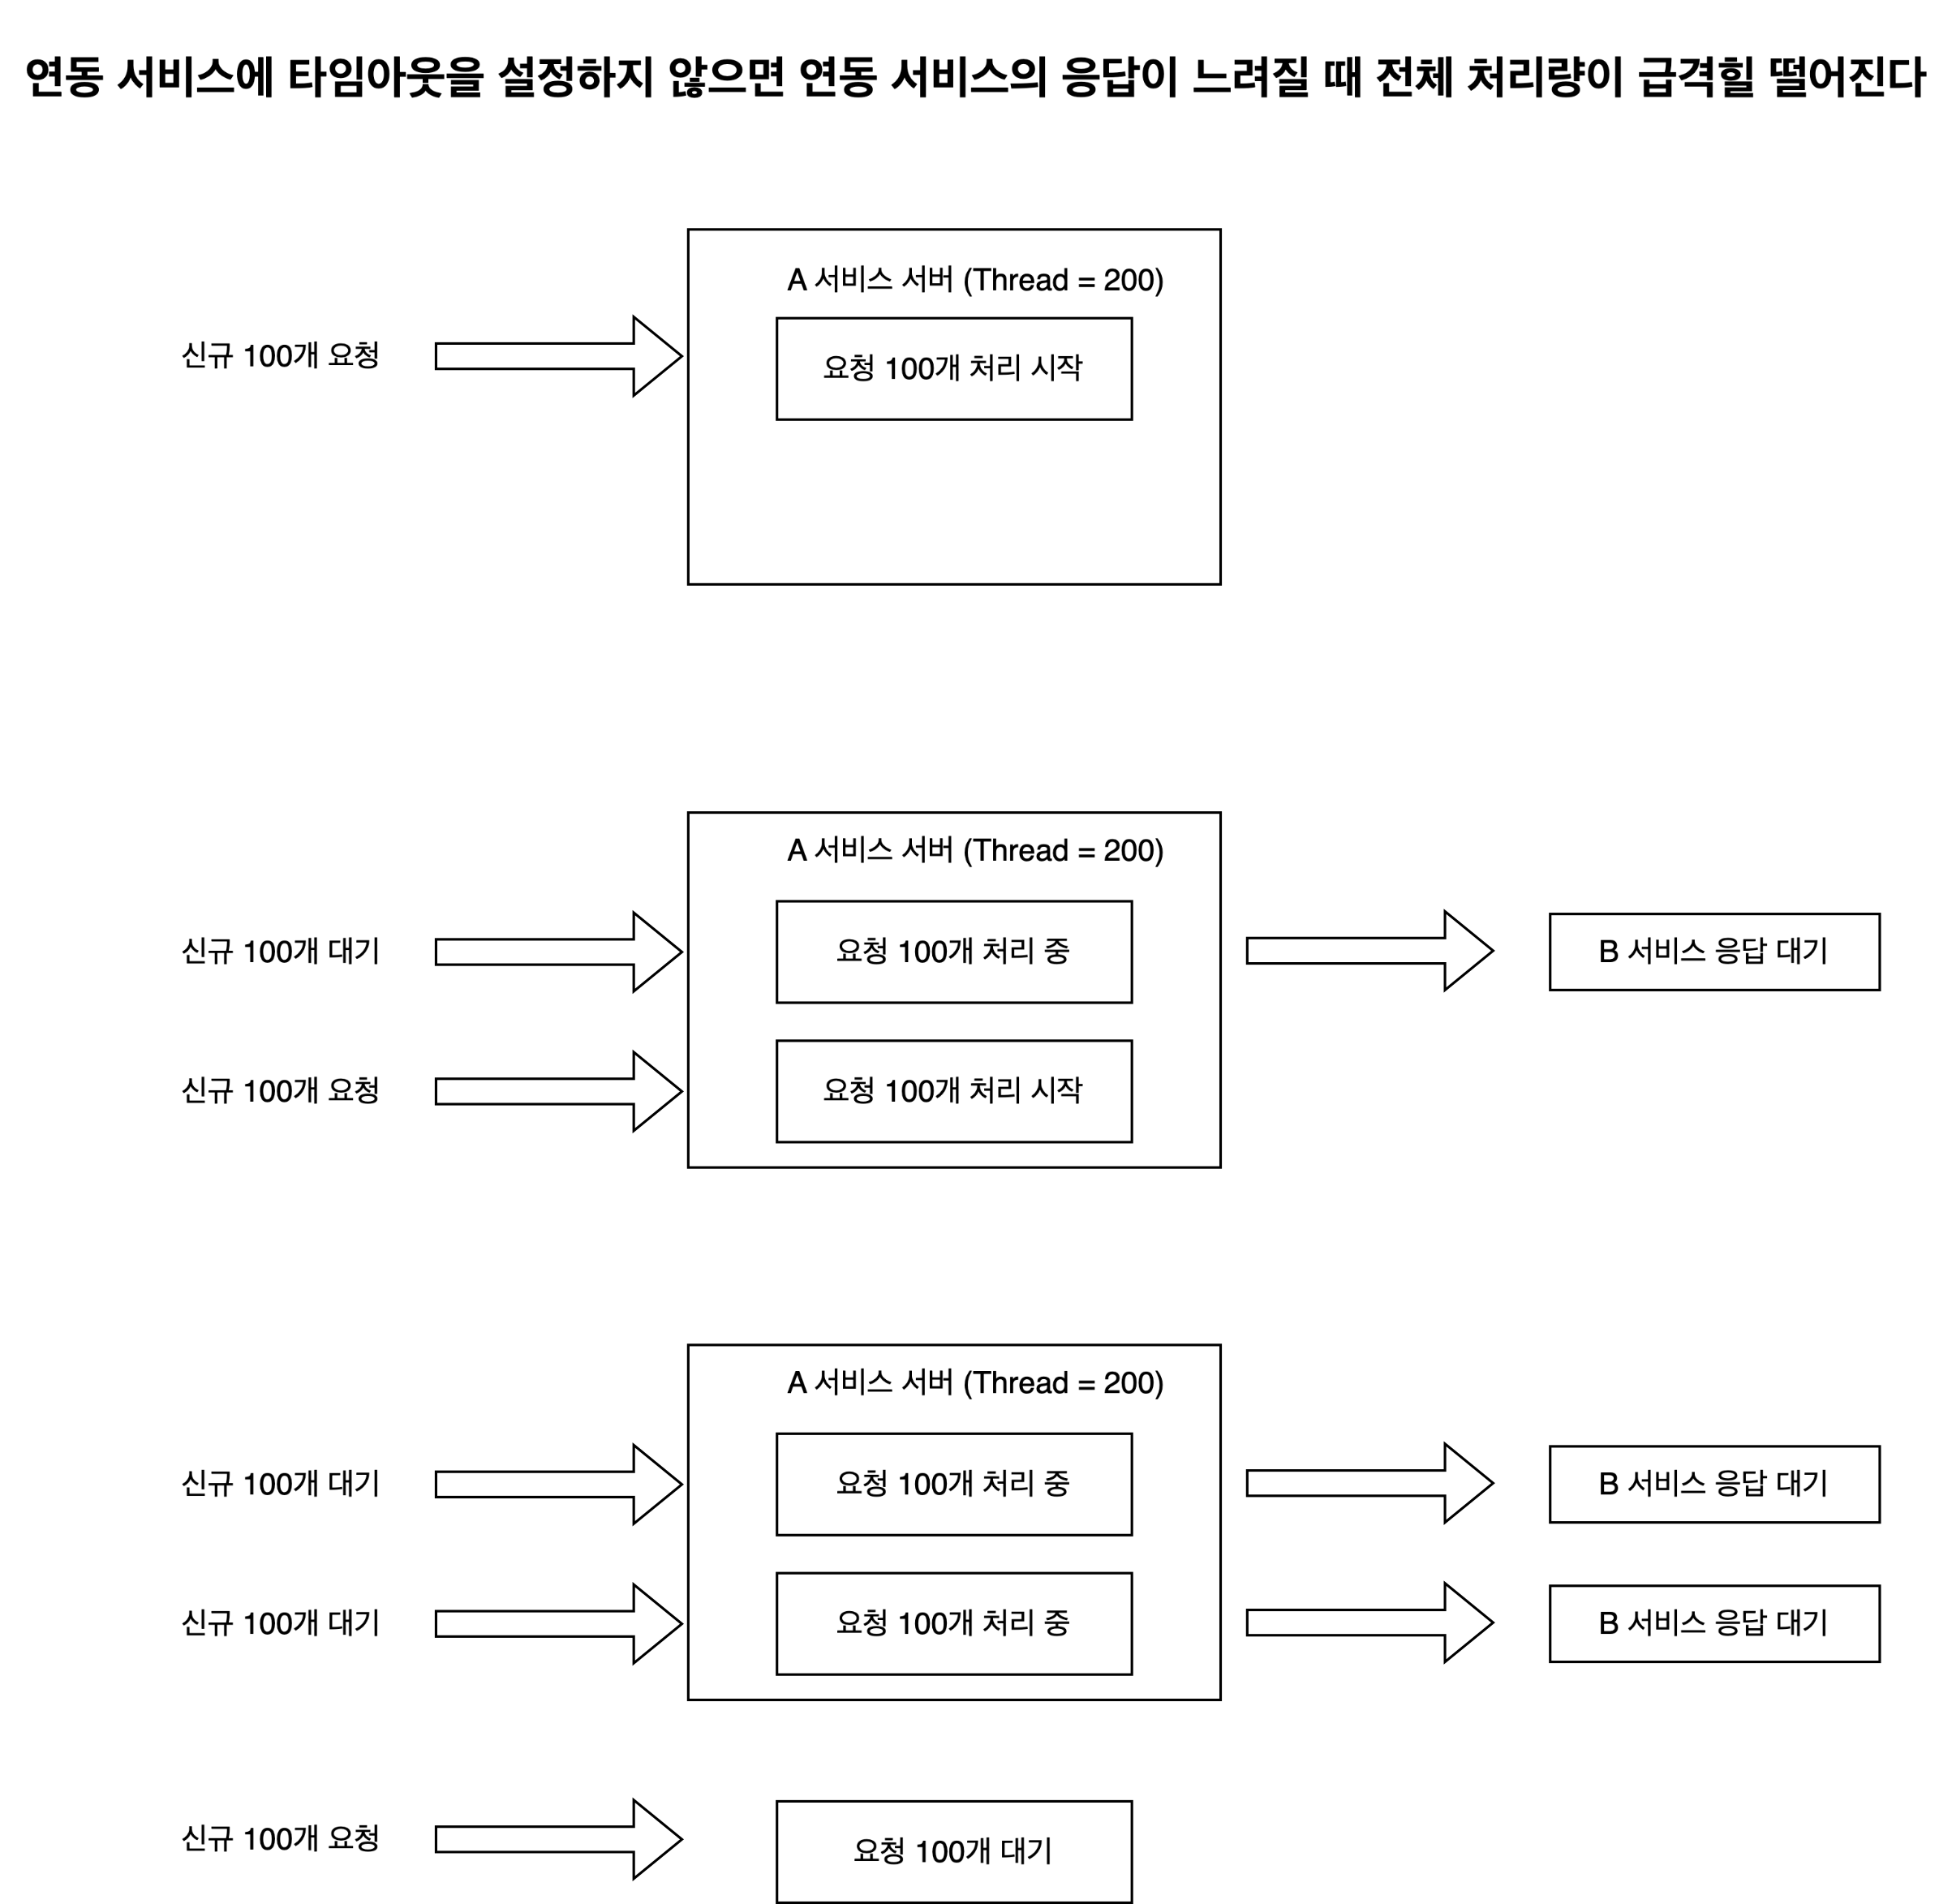 연동 서비스에 타임아웃을 설정하지 않으면 연동 서비스의 응답이 느려질 때 전체 처리량이 급격히 떨어진다
A 서비스 서버 (Thread = 200)
신규 100개 요청
요청 100개 처리 시작
A 서비스 서버 (Thread = 200)
신규 100개 대기
요청 100개 처리 중
B 서비스 응답 대기
신규 100개 요청
요청 100개 처리 시작
A 서비스 서버 (Thread = 200)
신규 100개 대기
요청 100개 처리 중
B 서비스 응답 대기
신규 100개 대기
요청 100개 처리 중
B 서비스 응답 대기
신규 100개 요청
요청 100개 대기